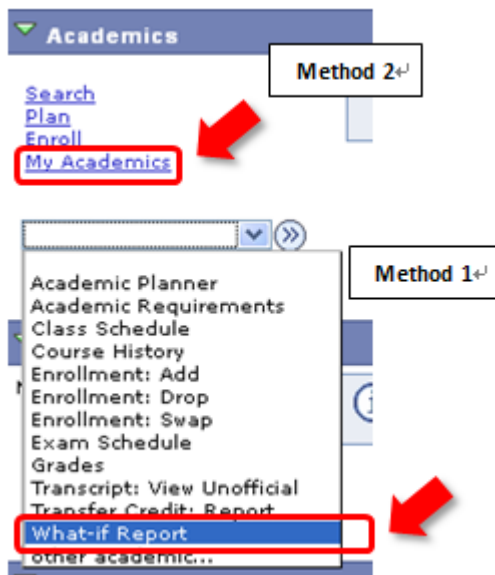 Academics
Method 2↵
Search
Plan
Enroll
My Academics
Method 1↵
Academic Planner
Academic Requirements
Class Schedule
Course History
Enrollment: Add
Enrollment: Drop
Enrollment: Swap
Exam Schedule
Grades
Transcript: View Unofficial
Transfer Credit: Report
What-if Report
other academic...